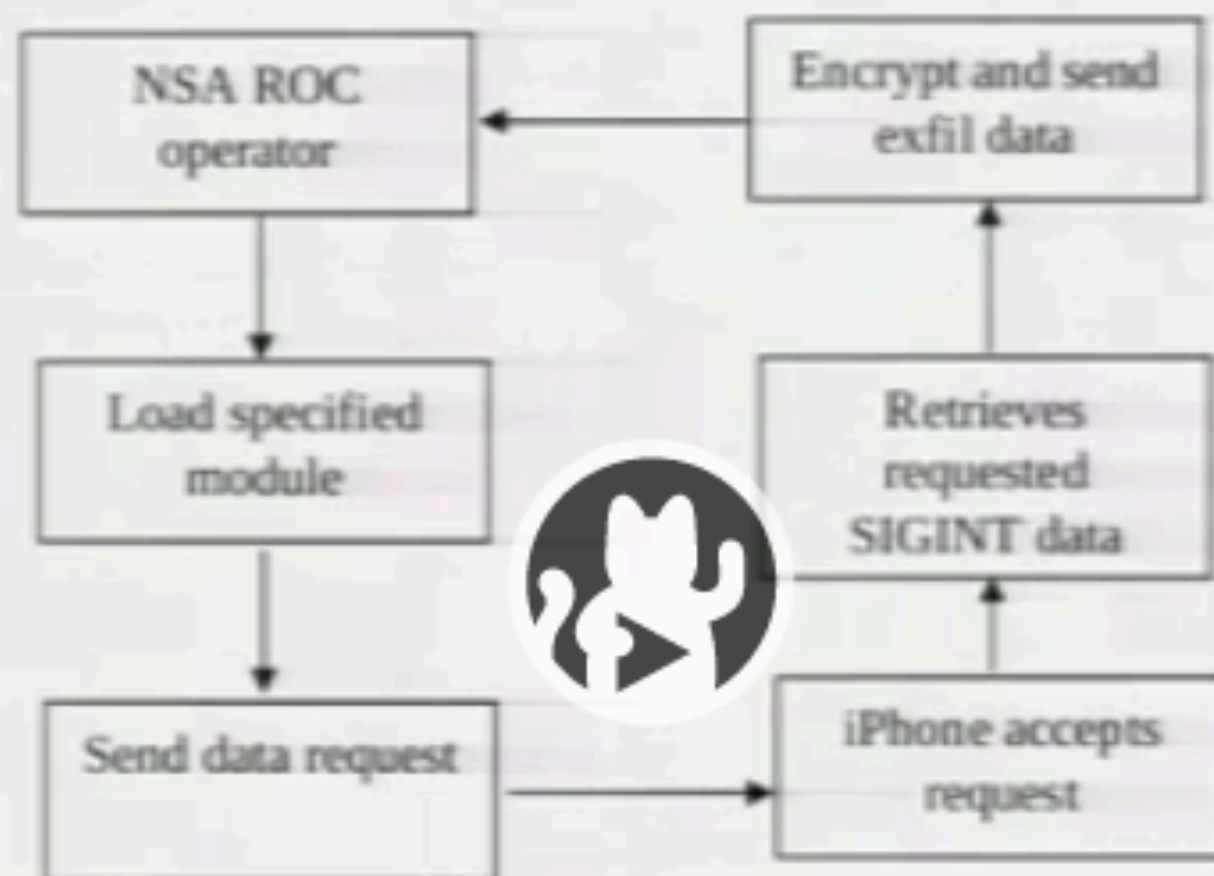 NSA ROC
operator
Encrypt and send
exfil data
Load specified
module
Retrieves
requested
SIGINT data
Send data request
iPhone accepts
request